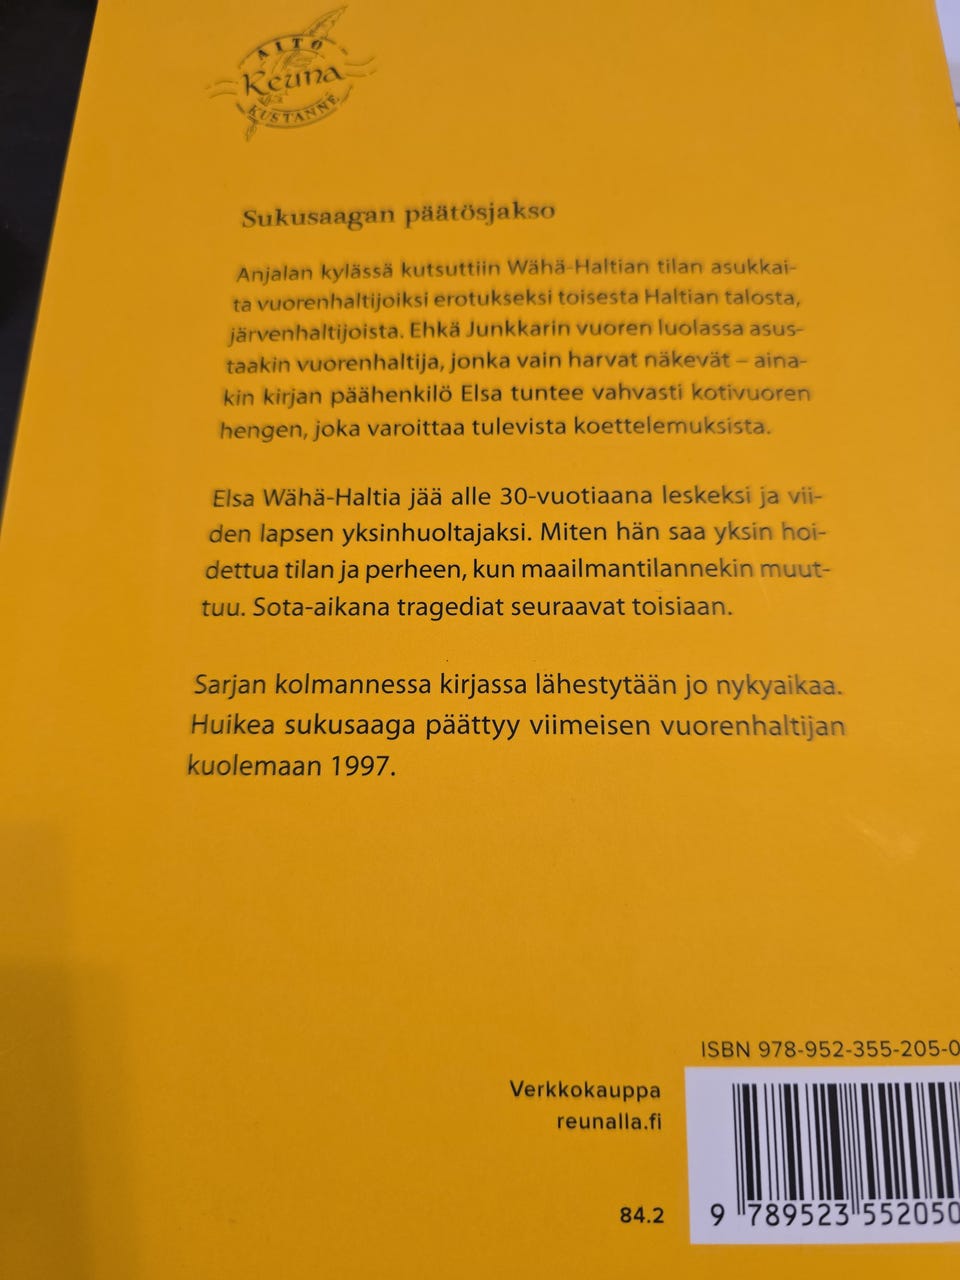 AITO
Reuna
KUSTANNE
Sukusaagan päätösjakso
Anjalan kylässä kutsuttiin Wähä-Haltian tilan asukkai-
ta vuorenhaltijoiksi erotukseksi toisesta Haltian talosta,
järvenhaltijoista. Ehkä Junkkarin vuoren luolassa asus-
taakin vuorenhaltija, jonka vain harvat näkevät – aina-
kin kirjan päähenkilö Elsa tuntee vahvasti kotivuoren
hengen, joka varoittaa tulevista koettelemuksista.
Elsa Wähä-Haltia jää alle 30-vuotiaana leskeksi ja vii-
den lapsen yksinhuoltajaksi. Miten hän saa yksin hoi-
dettua tilan ja perheen, kun maailmantilannekin muut-
tuu. Sota-aikana tragediat seuraavat toisiaan.
Sarjan kolmannessa kirjassa lähestytään jo nykyaikaa.
Huikea sukusaaga päättyy viimeisen vuorenhaltijan
kuolemaan 1997.
ISBN 978-952-355-205-0
Verkkokauppa
reunalla.fi
84.2
9 789523 552050